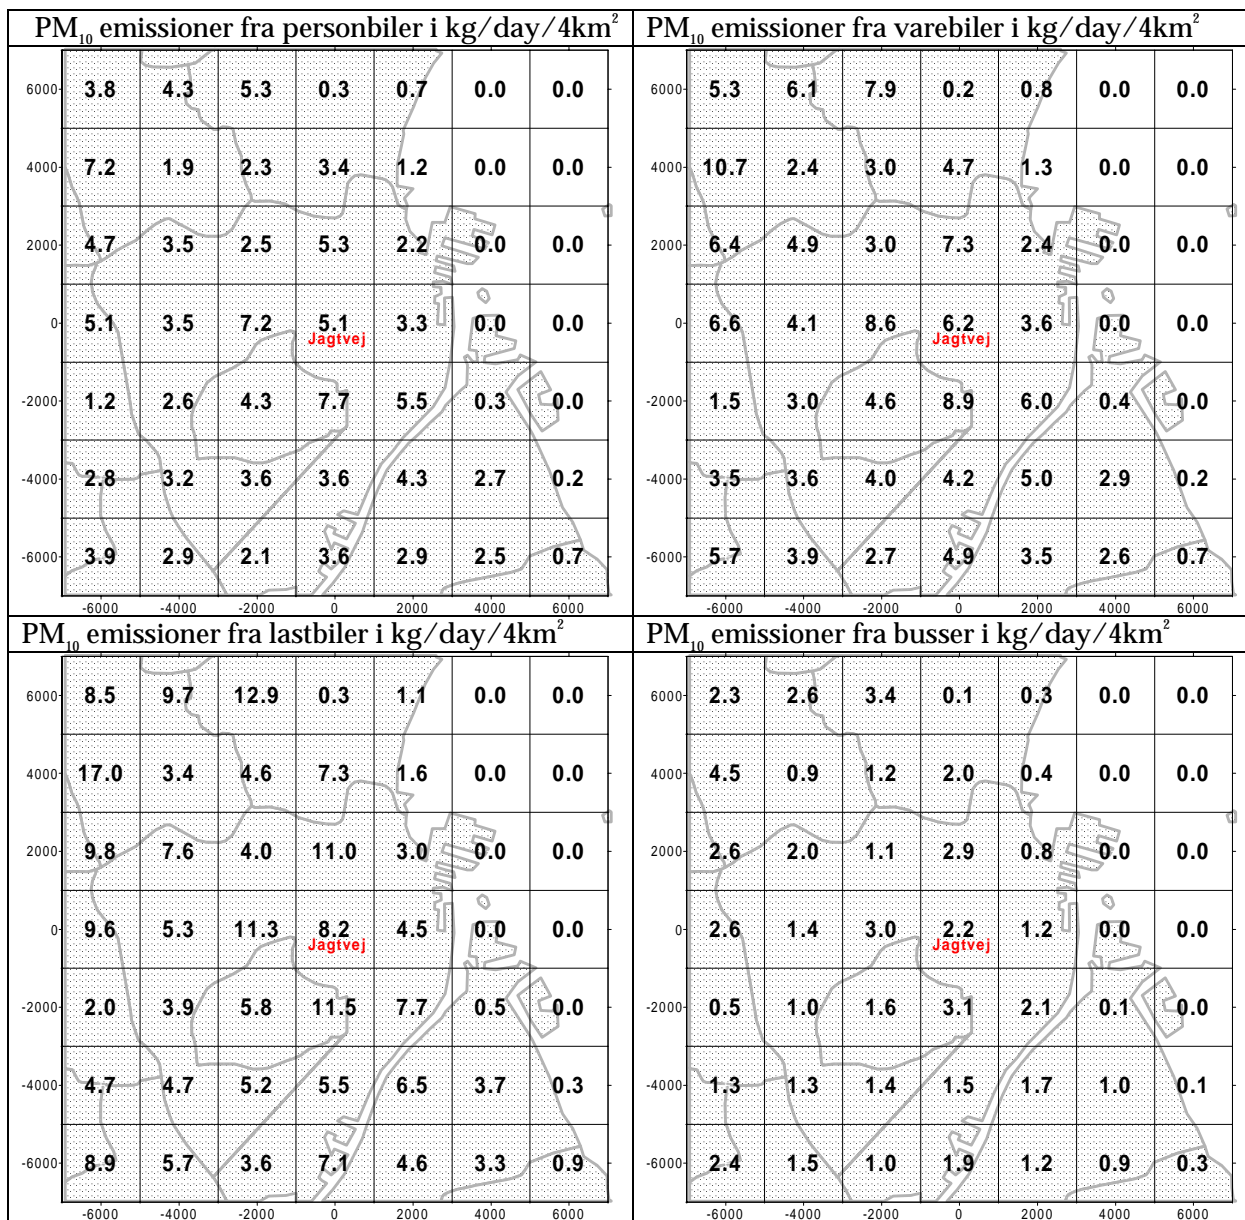 PM10 emissioner fra personbiler i kg/day/4km²
6000 3.8 4.3 5.3 0.3 0.7 0.0 0.0
4000 7.2 1.9 2.3 3.4 1.2 0.0 0.0
2000 4.7 3.5 2.5 5.3 2.2 0.0 0.0
0 5.1 3.5 7.2 5.1 3.3 0.0 0.0
Jagtvej
-2000 1.2 2.6 4.3 7.7 5.5 0.3 0.0
-4000 2.8 3.2 3.6 3.6 4.3 2.7 0.2
-6000 3.9 2.9 2.1 3.6 2.9 2.5 0.7
-6000 -4000 -2000 0 2000 4000 6000
PM10 emissioner fra varebiler i kg/day/4km²
6000 5.3 6.1 7.9 0.2 0.8 0.0 0.0
4000 10.7 2.4 3.0 4.7 1.3 0.0 0.0
2000 6.4 4.9 3.0 7.3 2.4 0.0 0.0
0 6.6 4.1 8.6 6.2 3.6 0.0 0.0
Jagtvej
-2000 1.5 3.0 4.6 8.9 6.0 0.4 0.0
-4000 3.5 3.6 4.0 4.2 5.0 2.9 0.2
-6000 5.7 3.9 2.7 4.9 3.5 2.6 0.7
-6000 -4000 -2000 0 2000 4000 6000
PM10 emissioner fra lastbiler i kg/day/4km²
6000 8.5 9.7 12.9 0.3 1.1 0.0 0.0
4000 17.0 3.4 4.6 7.3 1.6 0.0 0.0
2000 9.8 7.6 4.0 11.0 3.0 0.0 0.0
0 9.6 5.3 11.3 8.2 4.5 0.0 0.0
Jagtvej
-2000 2.0 3.9 5.8 11.5 7.7 0.5 0.0
-4000 4.7 4.7 5.2 5.5 6.5 3.7 0.3
-6000 8.9 5.7 3.6 7.1 4.6 3.3 0.9
-6000 -4000 -2000 0 2000 4000 6000
PM10 emissioner fra busser i kg/day/4km²
6000 2.3 2.6 3.4 0.1 0.3 0.0 0.0
4000 4.5 0.9 1.2 2.0 0.4 0.0 0.0
2000 2.6 2.0 1.1 2.9 0.8 0.0 0.0
0 2.6 1.4 3.0 2.2 1.2 0.0 0.0
Jagtvej
-2000 0.5 1.0 1.6 3.1 2.1 0.1 0.0
-4000 1.3 1.3 1.4 1.5 1.7 1.0 0.1
-6000 2.4 1.5 1.0 1.9 1.2 0.9 0.3
-6000 -4000 -2000 0 2000 4000 6000